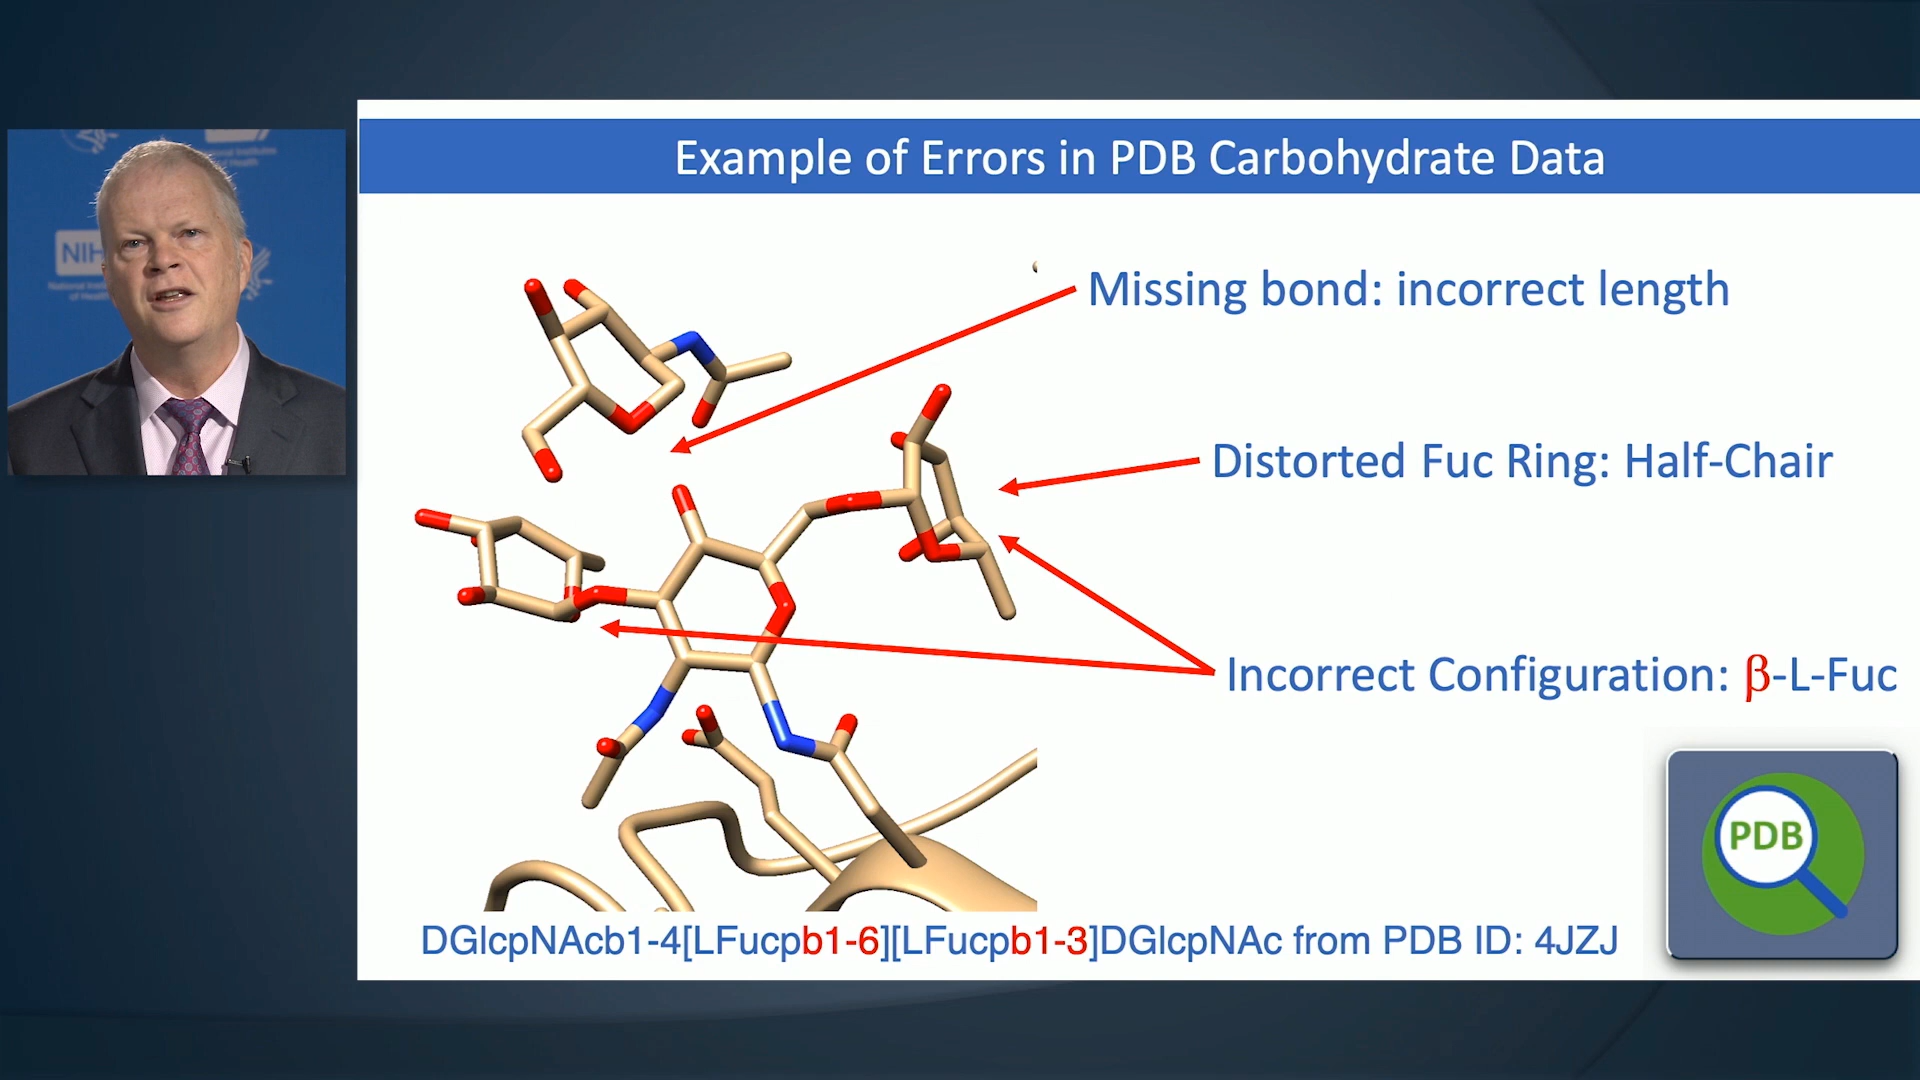 Example of Errors in PDB Carbohydrate Data
NIH
Missing bond: incorrect length
Distorted Fuc Ring: Half-Chair
Incorrect Configuration: β-L-Fuc
PDB
DGlcpNAcb1-4[LFucpb1-6][LFucpb1-3]DGlcpNAc from PDB ID: 4JZJ